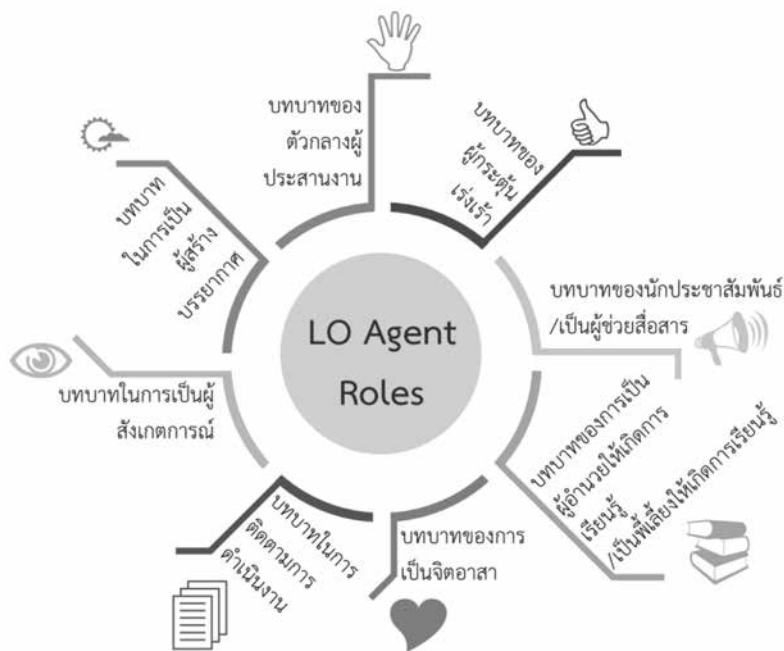 บทบาทของ
ตัวกลางผู้
ประสานงาน
บทบาทของ
ผู้กระตุ้น
เร่งเร้า
บทบาทของนักประชาสัมพันธ์
/เป็นผู้ช่วยสื่อสาร
บทบาทของการเป็น
ผู้อำนวยให้เกิดการ
เรียนรู้
/เป็นพี้เลี้ยงให้เกิดการเรียนรู้
บทบาทของการ
เป็นจิตอาสา
บทบาทในการ
ติดตามการ
ดำเนินงาน
บทบาทในการเป็นผู้
สังเกตการณ์
บทบาท
ในการเป็น
ผู้สร้าง
บรรยากาศ
LO Agent
Roles